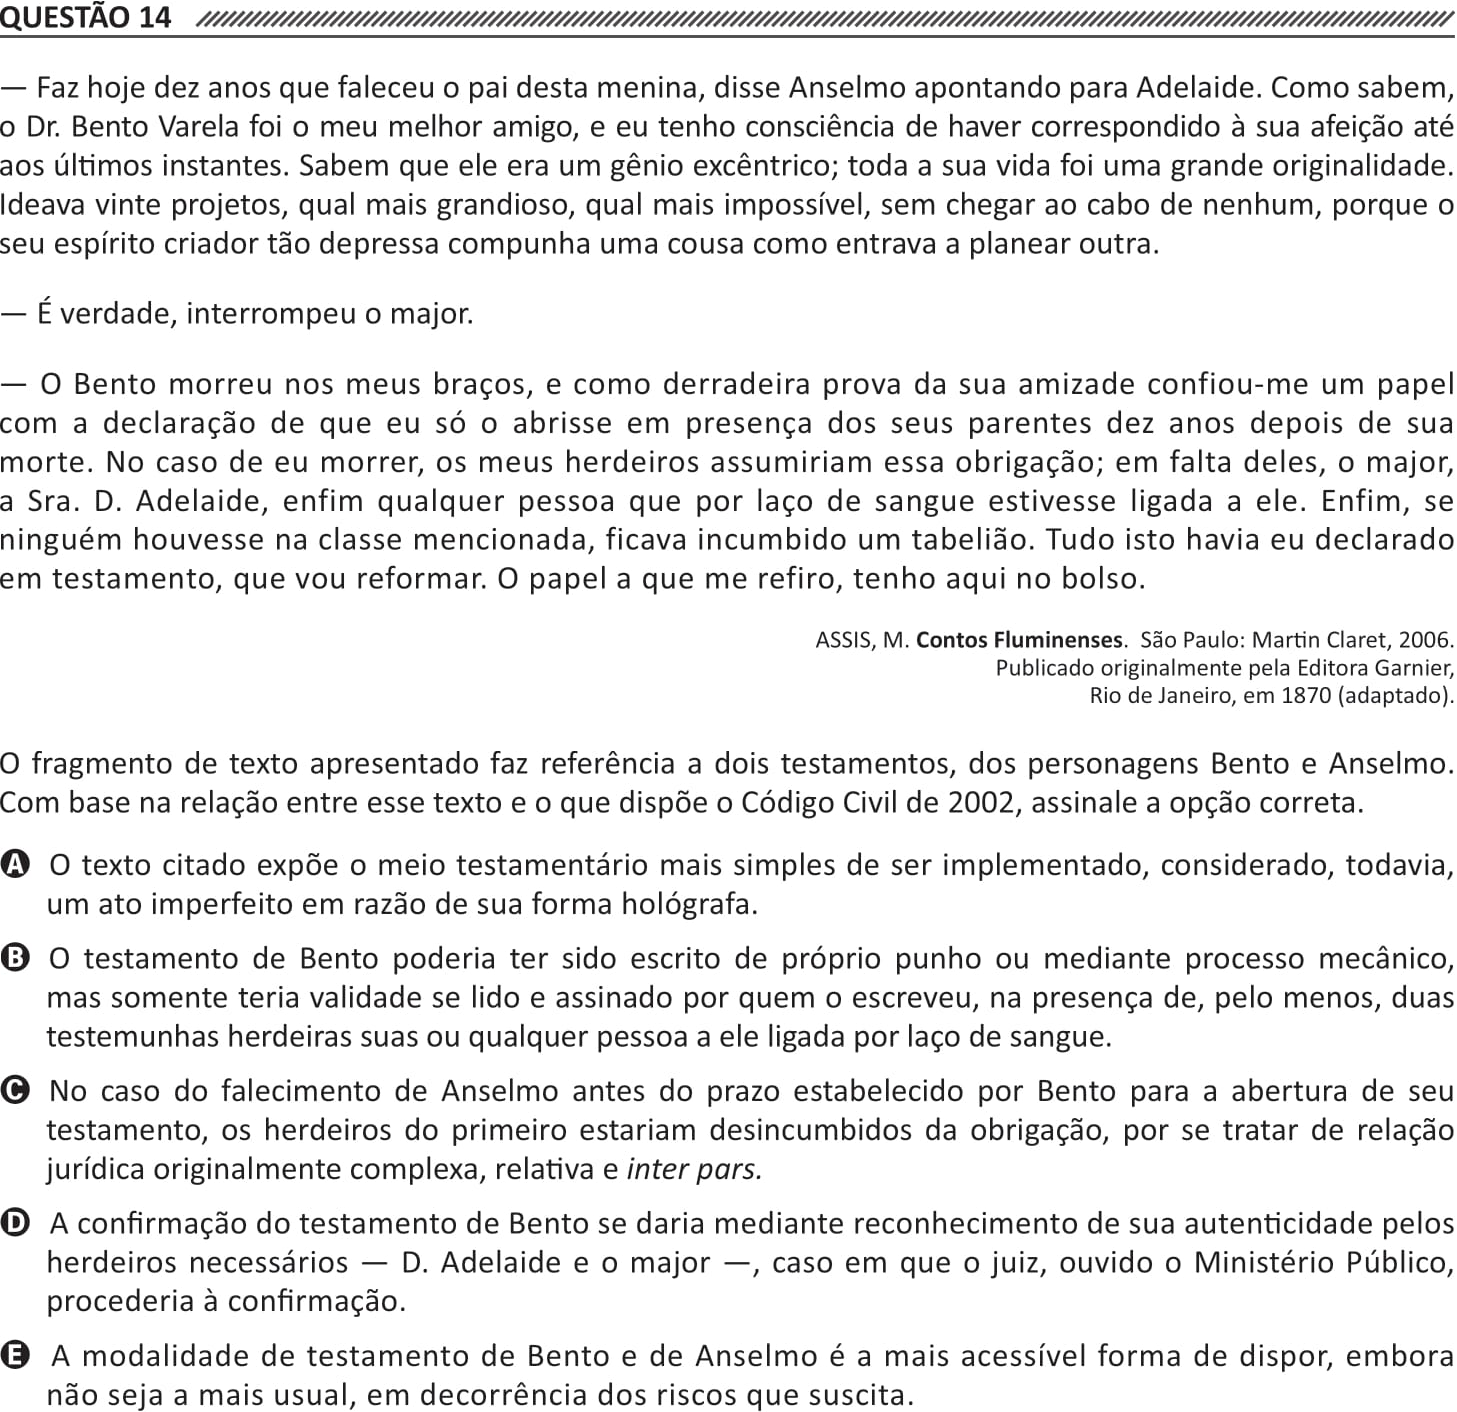 QUESTÃO 14
— Faz hoje dez anos que faleceu o pai desta menina, disse Anselmo apontando para Adelaide. Como sabem,
o Dr. Bento Varela foi o meu melhor amigo, e eu tenho consciência de haver correspondido à sua afeição até
aos últimos instantes. Sabem que ele era um gênio excêntrico; toda a sua vida foi uma grande originalidade.
Ideava vinte projetos, qual mais grandioso, qual mais impossível, sem chegar ao cabo de nenhum, porque o
seu espírito criador tão depressa compunha uma cousa como entrava a planear outra.
— É verdade, interrompeu o major.
— O Bento morreu nos meus braços, e como derradeira prova da sua amizade confiou-me um papel
com a declaração de que eu só o abrisse em presença dos seus parentes dez anos depois de sua
morte. No caso de eu morrer, os meus herdeiros assumiriam essa obrigação; em falta deles, o major,
a Sra. D. Adelaide, enfim qualquer pessoa que por laço de sangue estivesse ligada a ele. Enfim, se
ninguém houvesse na classe mencionada, ficava incumbido um tabelião. Tudo isto havia eu declarado
em testamento, que vou reformar. O papel a que me refiro, tenho aqui no bolso.
ASSIS, M. Contos Fluminenses. São Paulo: Martin Claret, 2006.
Publicado originalmente pela Editora Garnier,
Rio de Janeiro, em 1870 (adaptado).
O fragmento de texto apresentado faz referência a dois testamentos, dos personagens Bento e Anselmo.
Com base na relação entre esse texto e o que dispõe o Código Civil de 2002, assinale a opção correta.
A O texto citado expõe o meio testamentário mais simples de ser implementado, considerado, todavia,
um ato imperfeito em razão de sua forma hológrafa.
B O testamento de Bento poderia ter sido escrito de próprio punho ou mediante processo mecânico,
mas somente teria validade se lido e assinado por quem o escreveu, na presença de, pelo menos, duas
testemunhas herdeiras suas ou qualquer pessoa a ele ligada por laço de sangue.
C No caso do falecimento de Anselmo antes do prazo estabelecido por Bento para a abertura de seu
testamento, os herdeiros do primeiro estariam desincumbidos da obrigação, por se tratar de relação
jurídica originalmente complexa, relativa e inter pars.
D A confirmação do testamento de Bento se daria mediante reconhecimento de sua autenticidade pelos
herdeiros necessários — D. Adelaide e o major —, caso em que o juiz, ouvido o Ministério Público,
procederia à confirmação.
E A modalidade de testamento de Bento e de Anselmo é a mais acessível forma de dispor, embora
não seja a mais usual, em decorrência dos riscos que suscita.